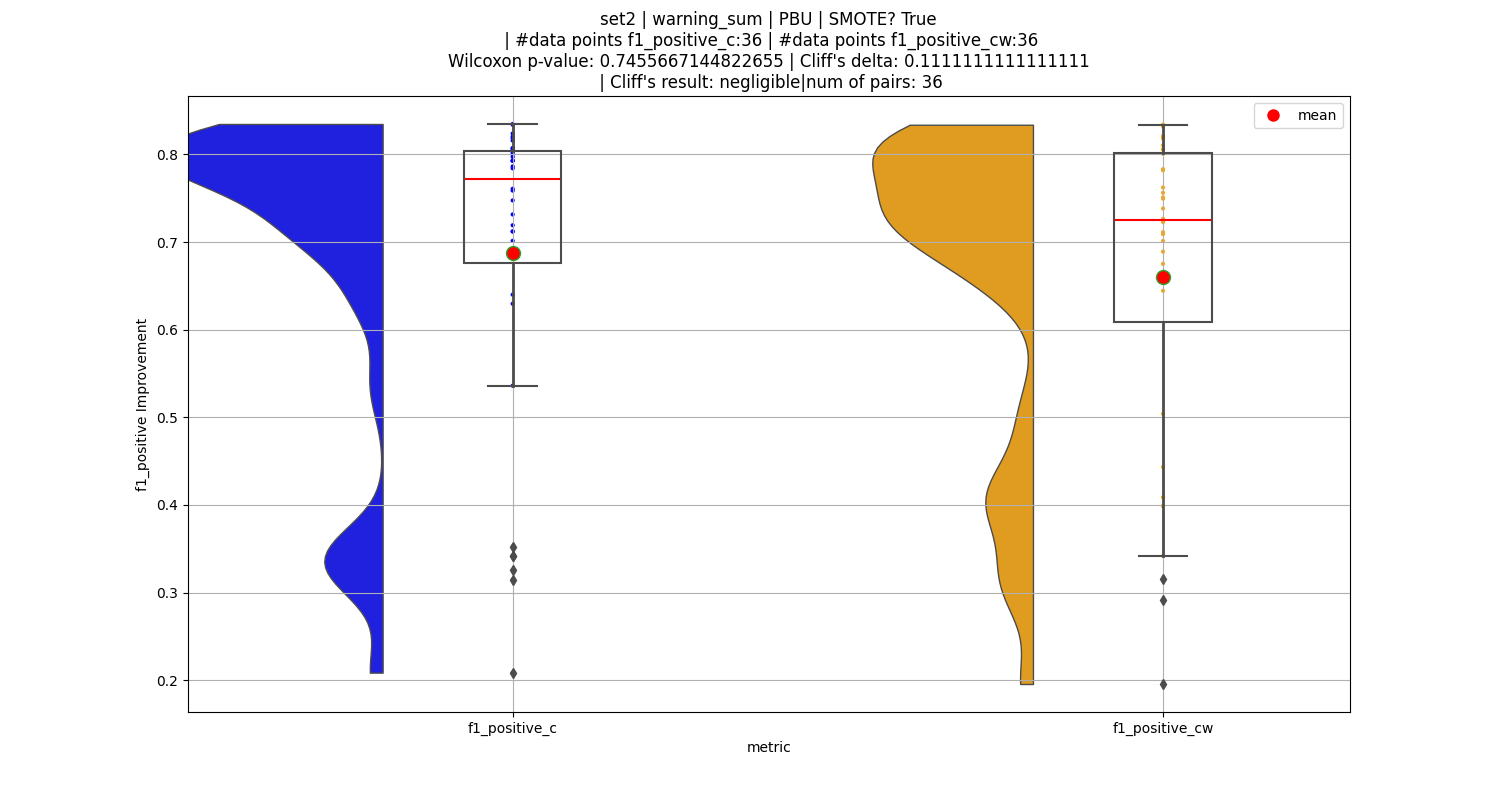 set2 | warning_sum | PBU | SMOTE? True
| #data points f1_positive_c:36 | #data points f1_positive_cw:36
Wilcoxon p-value: 0.7455667144822655 | Cliff's delta: 0.1111111111111111
| Cliff's result: negligible|num of pairs: 36
mean
0.8
0.7
0.6
0.5
0.4
0.3
0.2
f1_positive Improvement
f1_positive_c
f1_positive_cw
metric